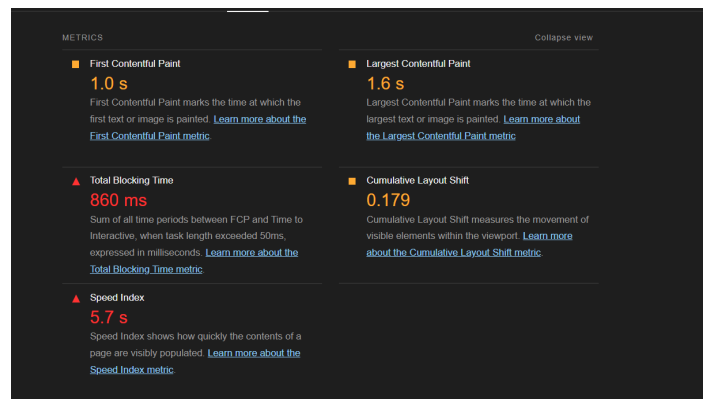 METRICS
Collapse view
First Contentful Paint
1.0 s
First Contentful Paint marks the time at which the
first text or image is painted. Learn more about the
First Contentful Paint metric.
Largest Contentful Paint
1.6 s
Largest Contentful Paint marks the time at which the
largest text or image is painted. Learn more about
the Largest Contentful Paint metric
Total Blocking Time
860 ms
Sum of all time periods between FCP and Time to
Interactive, when task length exceeded 50ms,
expressed in milliseconds. Learn more about the
Total Blocking Time metric.
Cumulative Layout Shift
0.179
Cumulative Layout Shift measures the movement of
visible elements within the viewport. Learn more
about the Cumulative Layout Shift metric.
Speed Index
5.7 s
Speed Index shows how quickly the contents of a
page are visibly populated. Learn more about the
Speed Index metric.